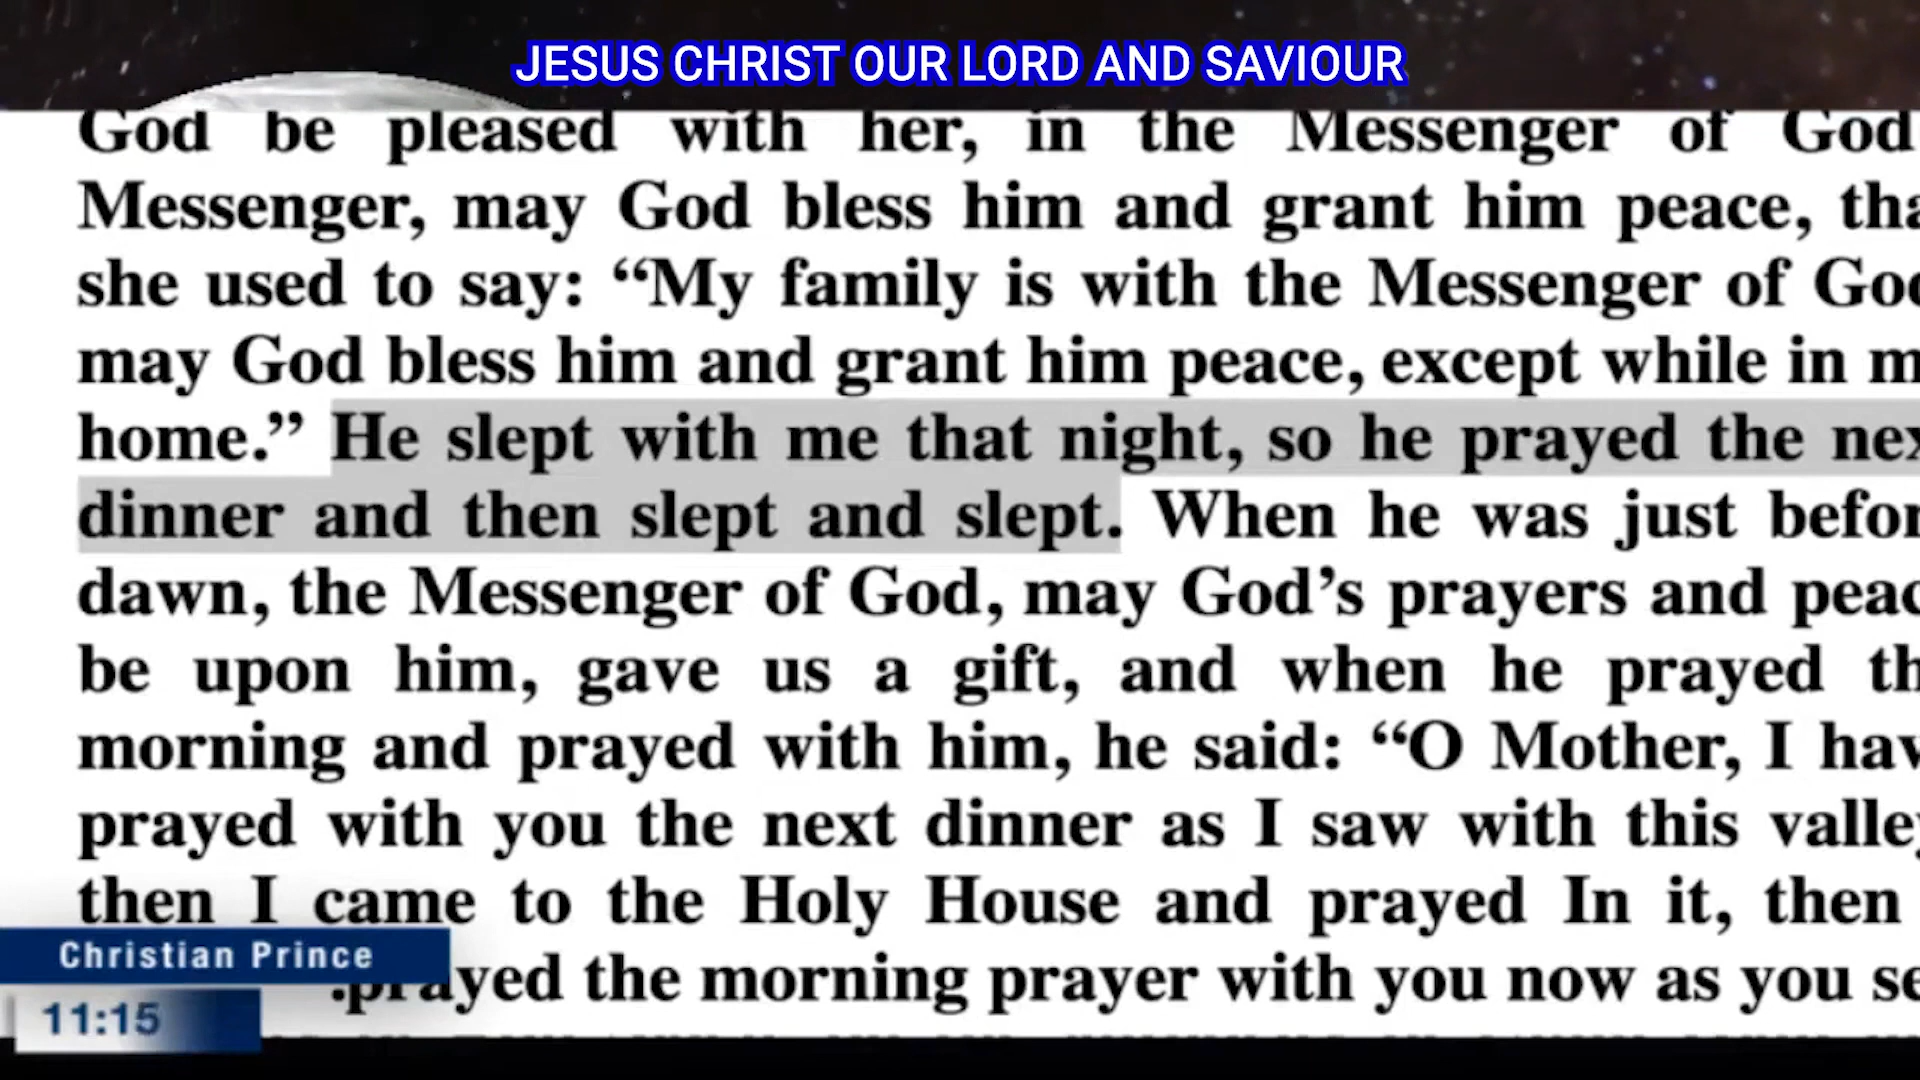 JESUS CHRIST OUR LORD AND SAVIOUR
God be pleased with her, in the Messenger of God
Messenger, may God bless him and grant him peace, tha
she used to say: “My family is with the Messenger of Go
may God bless him and grant him peace, except while in m
home.” He slept with me that night, so he prayed the nex
dinner and then slept and slept. When he was just befor
dawn, the Messenger of God, may God’s prayers and peac
be upon him, gave us a gift, and when he prayed th
morning and prayed with him, he said: “O Mother, I hav
prayed with you the next dinner as I saw with this valley
then I came to the Holy House and prayed In it, then
.prayed the morning prayer with you now as you se
Christian Prince
11:15